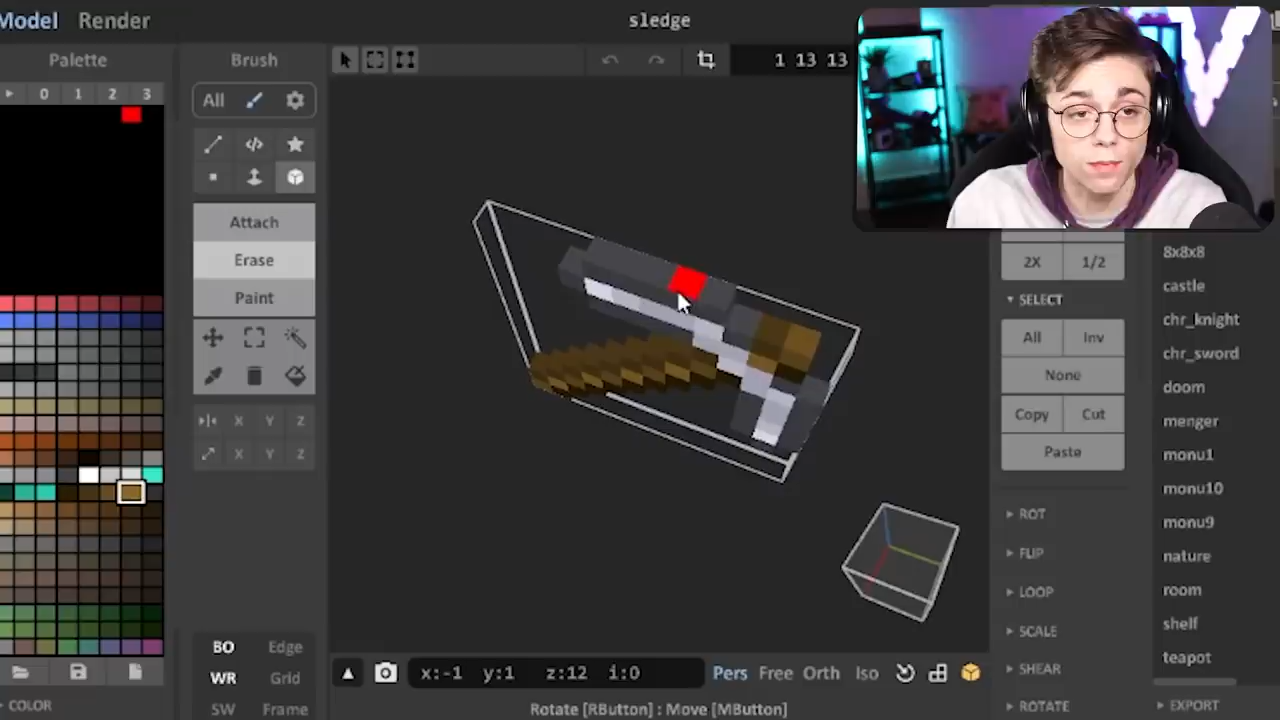 Model Render
sledge
Palette
Brush
0 1 2 3
All
1 13 13
Attach
Erase
Paint
X Y Z
X Y Z
BO Edge
WR Grid
SW Frame
COLOR
x:-1 y:1 z:12 i:0
Pers Free Orth Iso
Rotate [RButton] : Move [MButton]
2X 1/2
SELECT
All Inv
None
Copy Cut
Paste
ROT
FLIP
LOOP
SCALE
SHEAR
ROTATE
8x8x8
castle
chr_knight
chr_sword
doom
menger
monu1
monu10
monu9
nature
room
shelf
teapot
EXPORT